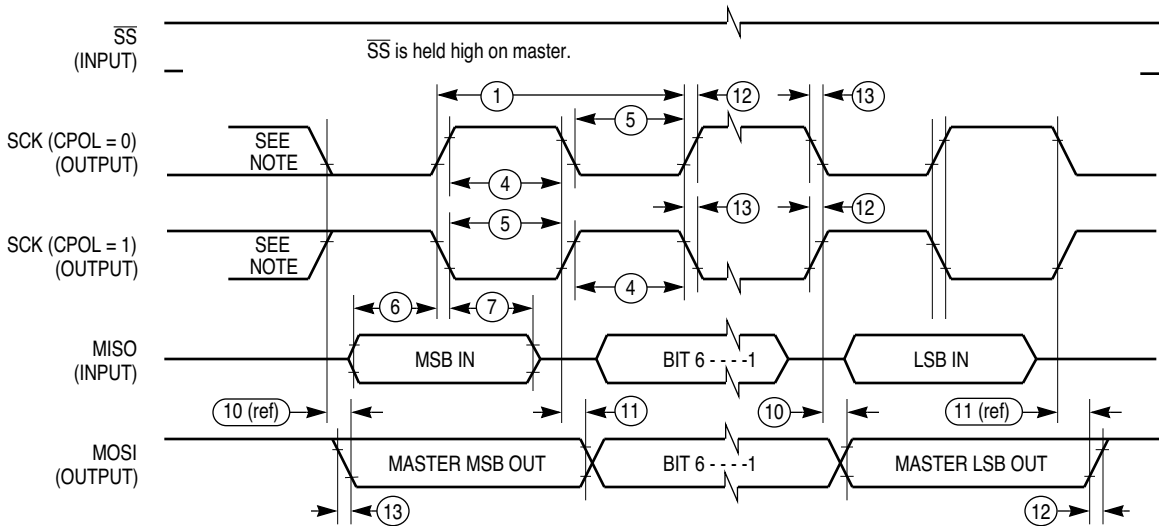 SS
(INPUT)
SS is held high on master.
1
12
13
5
SCK (CPOL = 0)
(OUTPUT)
SEE
NOTE
4
5
13
12
SCK (CPOL = 1)
(OUTPUT)
SEE
NOTE
4
6
7
MISO
(INPUT)
MSB IN
BIT 6 - - - -1
LSB IN
10 (ref)
11
10
11 (ref)
MOSI
(OUTPUT)
MASTER MSB OUT
BIT 6 - - - -1
MASTER LSB OUT
13
12